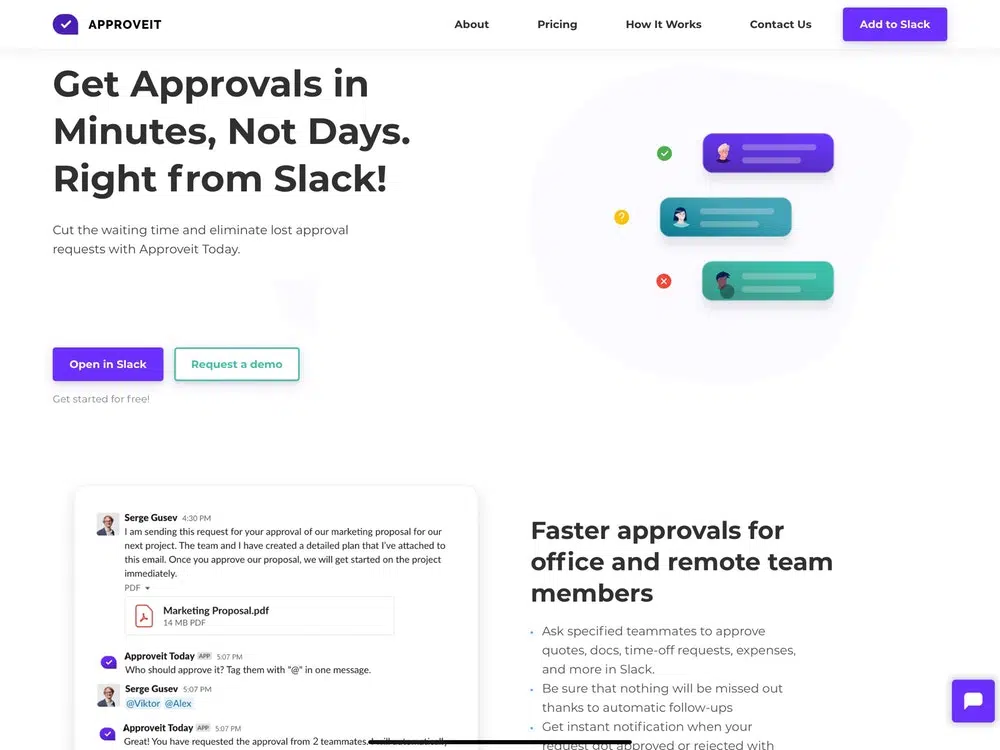 APPROVEIT
About
Pricing
How It Works
Contact Us
Add to Slack
Get Approvals in
Minutes, Not Days.
Right from Slack!
Cut the waiting time and eliminate lost approval
requests with Approveit Today.
?
Open in Slack
Request a demo
Get started for free!
Serge Gusev 4:30 PM
I am sending this request for your approval of our marketing proposal for our
next project. The team and I have created a detailed plan that I've attached to
this email. Once you approve our proposal, we will get started on the project
immediately.
PDF
Marketing Proposal.pdf
14 MB PDF
Approveit Today APP 5:07 PM
Who should approve it? Tag them with "@" in one message.
Serge Gusev 5:07 PM
@Viktor @Alex
Approveit Today APP 5:07 PM
Great! You have requested the approval from 2 teammates. I will automatically
Faster approvals for
office and remote team
members
Ask specified teammates to approve
quotes, docs, time-off requests, expenses,
and more in Slack.
Be sure that nothing will be missed out
thanks to automatic follow-ups
Get instant notification when your
request got approved or rejected with